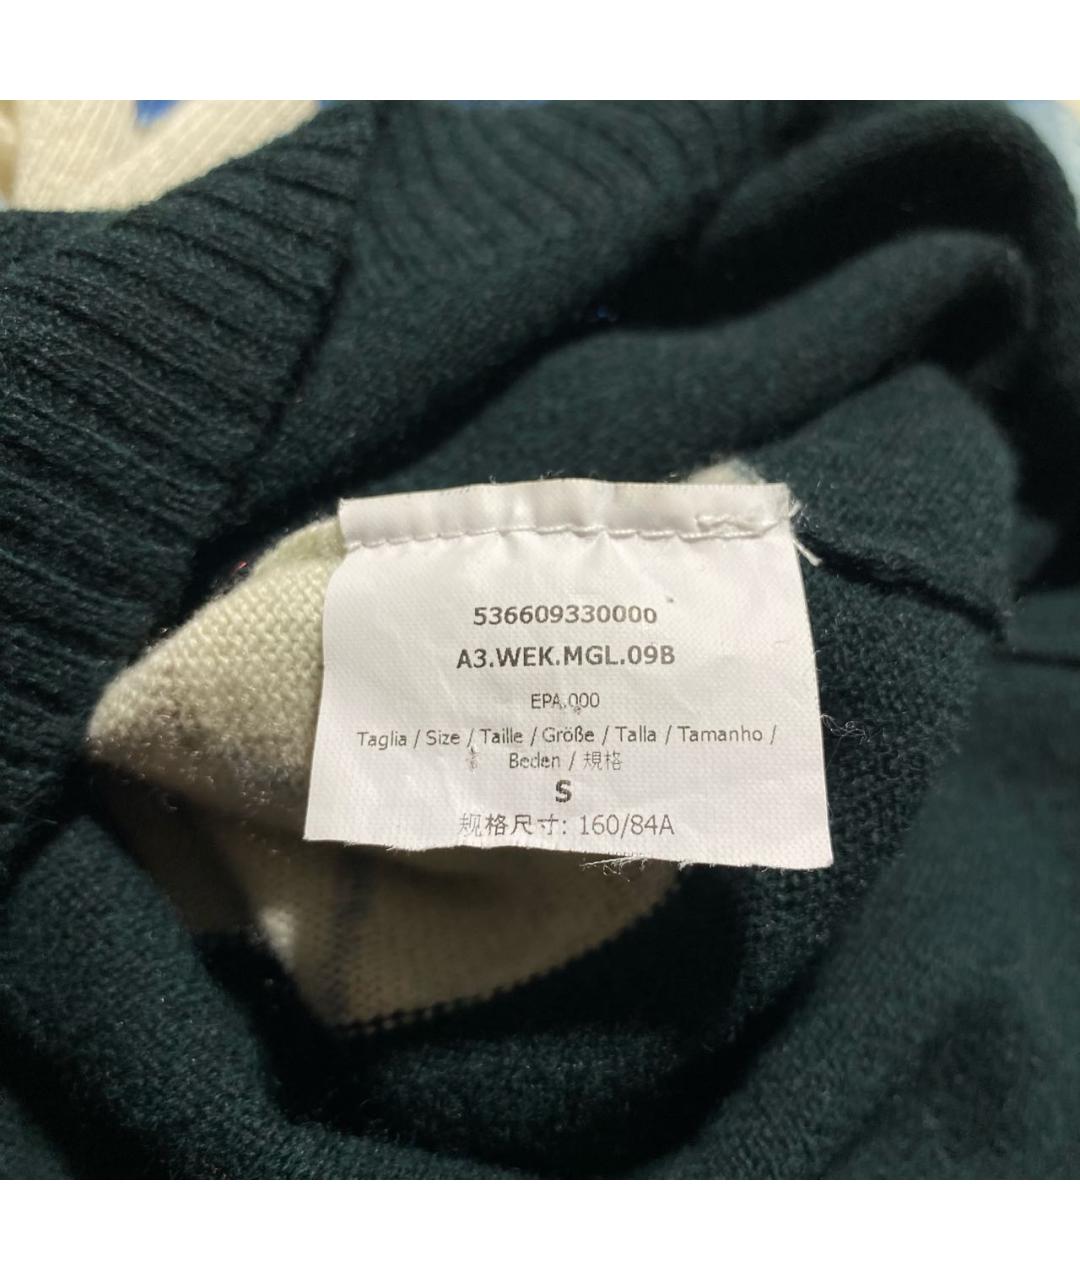 536609330000
A3.WEK.MGL.09B
EPA.000
Taglia / Size / Taille / Größe / Talla / Tamanho /
Beden / 規格
S
规格尺寸: 160/84A